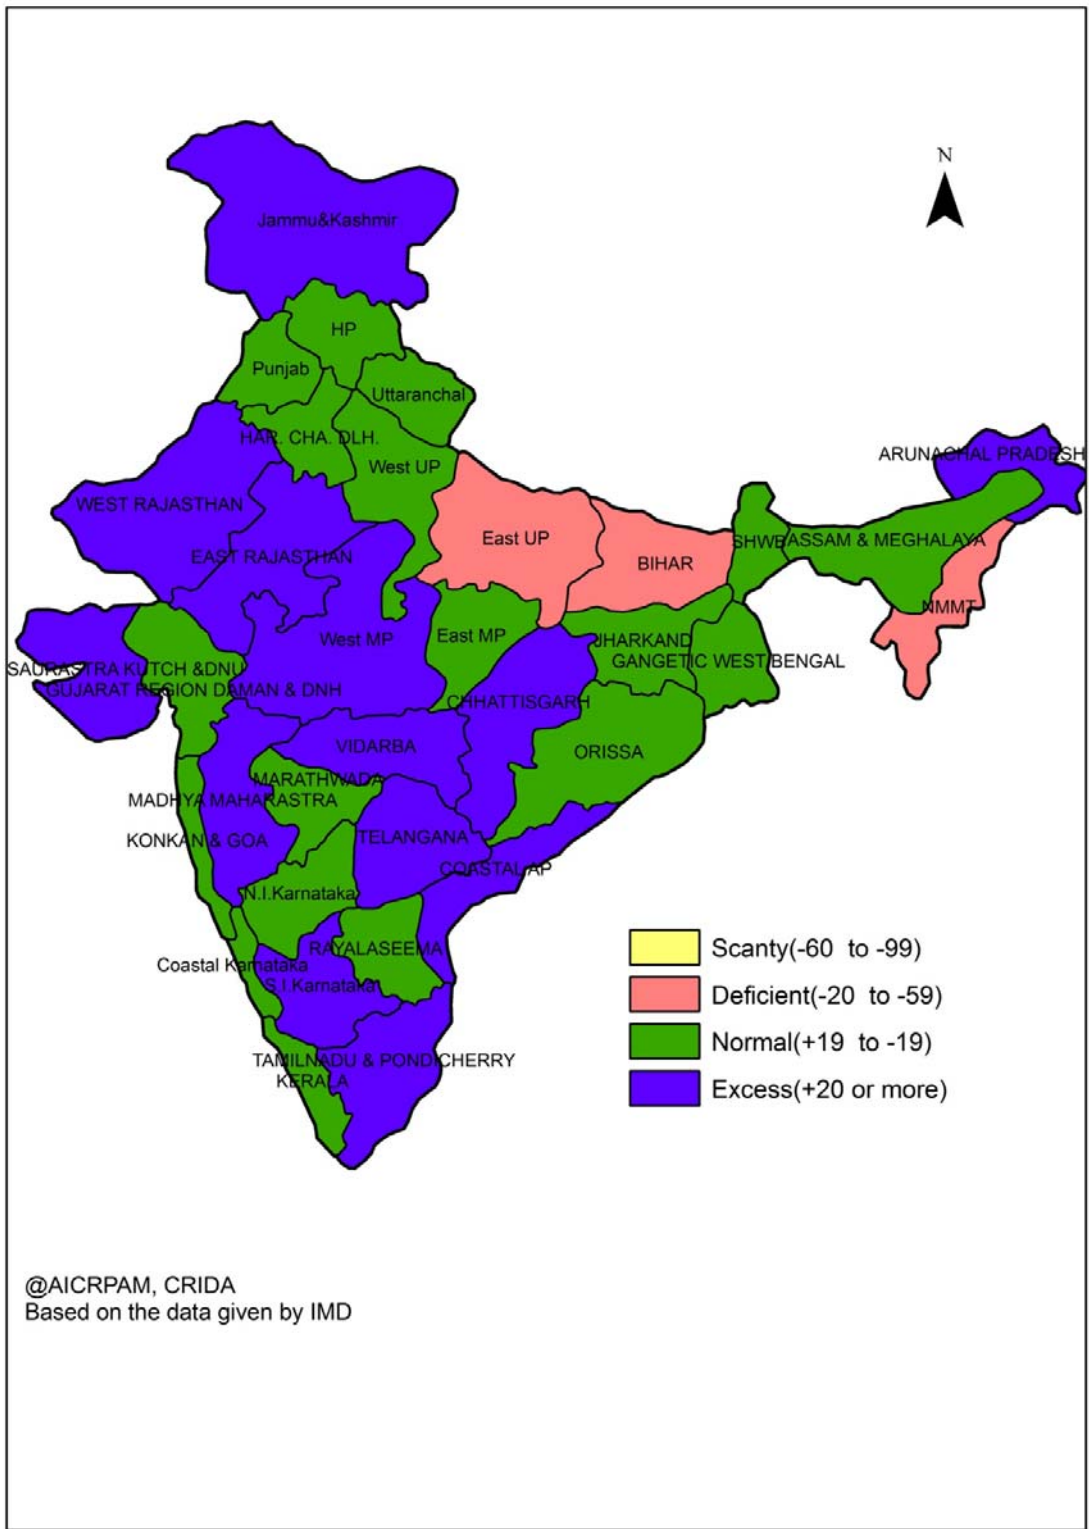 N
Jammu&Kashmir
HP
Punjab
Uttaranchal
HAR. CHA. DLH.
West UP
ARUNACHAL PRADESH
WEST RAJASTHAN
EAST RAJASTHAN
East UP
BIHAR
SHWB
ASSAM & MEGHALAYA
NMMT
West MP
East MP
JHARKAND
GANGETIC WEST BENGAL
SAURASTRA KUTCH &DNU
GUJARAT REGION DAMAN & DNH
CHHATTISGARH
VIDARBA
ORISSA
MARATHWADA
MADHYA MAHARASTRA
KONKAN & GOA
TELANGANA
COASTAL AP
N.I.Karnataka
RAYALASEEMA
Coastal Karnataka
S.I.Karnataka
TAMILNADU & PONDICHERRY
KERALA
Scanty(-60 to -99)
Deficient(-20 to -59)
Normal(+19 to -19)
Excess(+20 or more)
@AICRPAM, CRIDA
Based on the data given by IMD